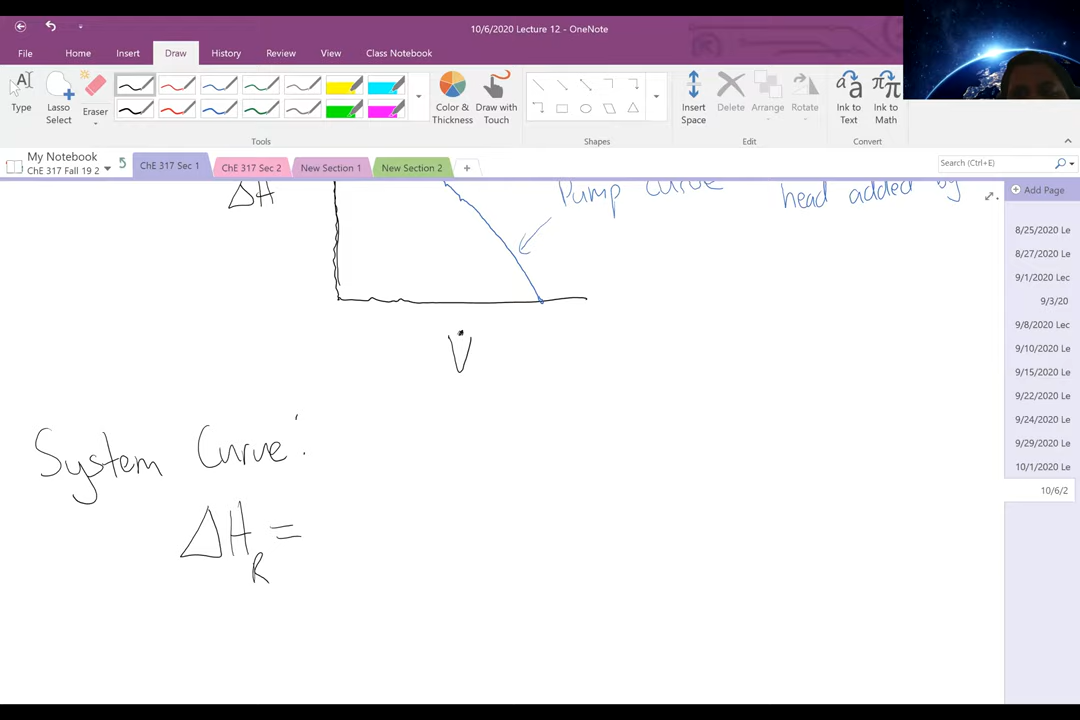 10/6/2020 Lecture 12 - OneNote
File Home Insert Draw History Review View Class Notebook
Type
Lasso Select
Eraser
Color & Thickness
Draw with Touch
Insert Space
Delete
Arrange
Rotate
Ink to Text
Ink to Math
Tools
Shapes
Edit
Convert
My Notebook
ChE 317 Fall 19 2
ChE 317 Sec 1
ChE 317 Sec 2
New Section 1
New Section 2
Search (Ctrl+E)
Add Page
8/25/2020 Le
8/27/2020 Le
9/1/2020 Lec
9/3/20
9/8/2020 Lec
9/10/2020 Le
9/15/2020 Le
9/22/2020 Le
9/24/2020 Le
9/29/2020 Le
10/1/2020 Le
10/6/2
ΔH
Pump curve
head added by
V̇
System Curve:
ΔH_R =